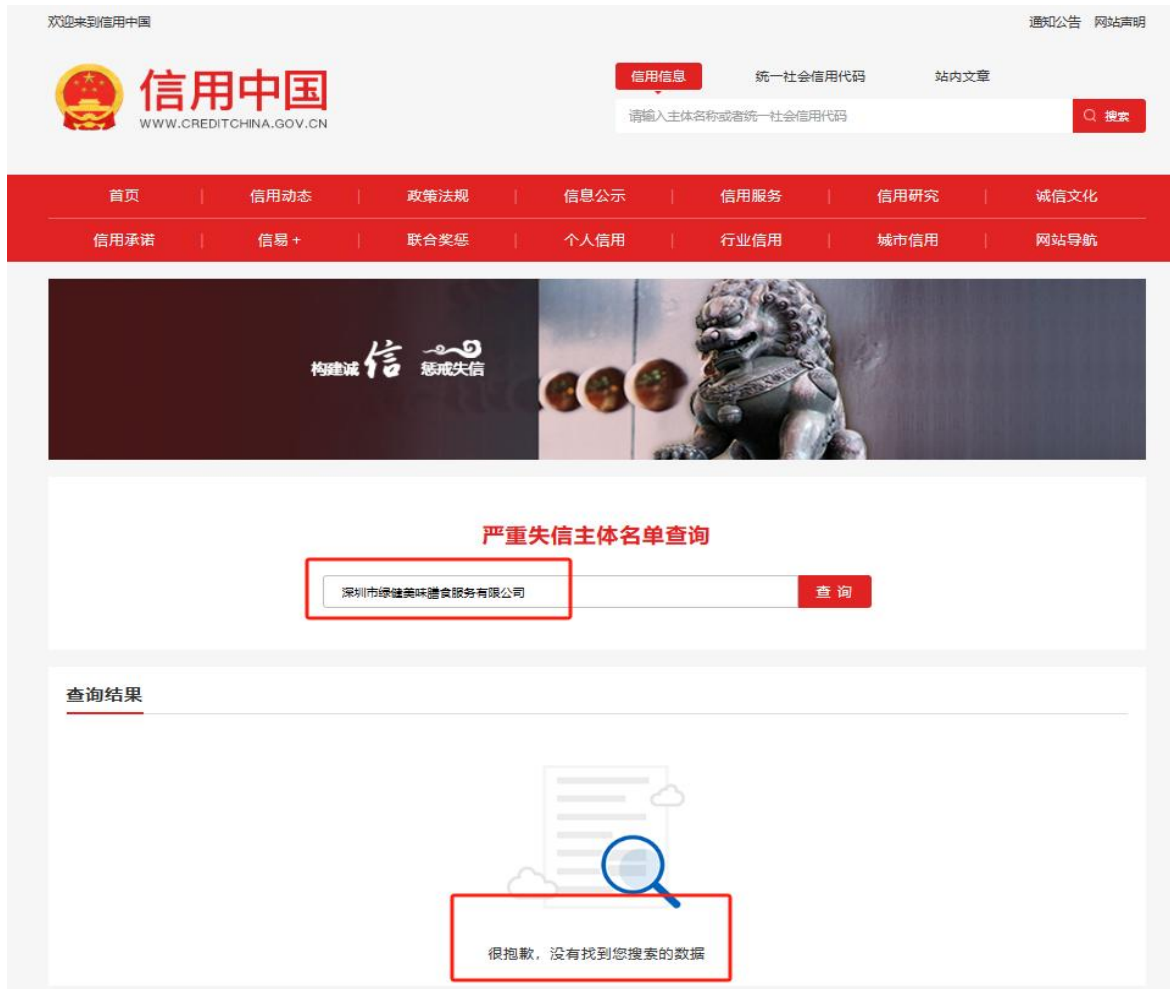 欢迎来到信用中国 通知公告 网站声明
信用信息 统一社会信用代码 站内文章
信用中国
WWW.CREDITCHINA.GOV.CN
请输入主体名称或者统一社会信用代码 搜索
首页 信用动态 政策法规 信息公示 信用服务 信用研究 诚信文化
信用承诺 信易+ 联合奖惩 个人信用 行业信用 城市信用 网站导航
构建诚信 惩戒失信
严重失信主体名单查询
深圳市绿健美味膳食服务有限公司 查询
查询结果
很抱歉，没有找到您搜索的数据